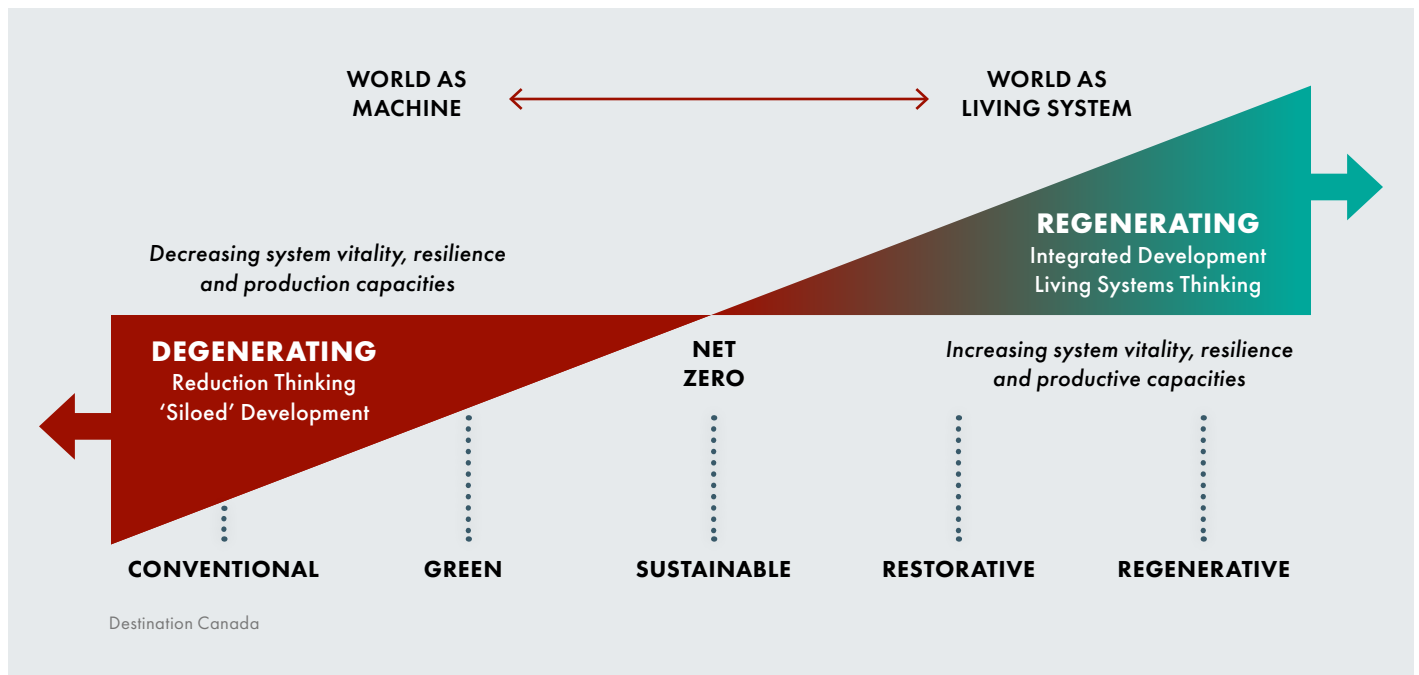 WORLD AS
MACHINE
WORLD AS
LIVING SYSTEM
Decreasing system vitality, resilience
and production capacities
REGENERATING
Integrated Development
Living Systems Thinking
DEGENERATING
Reduction Thinking
‘Siloed’ Development
NET
ZERO
Increasing system vitality, resilience
and productive capacities
CONVENTIONAL
GREEN
SUSTAINABLE
RESTORATIVE
REGENERATIVE
Destination Canada